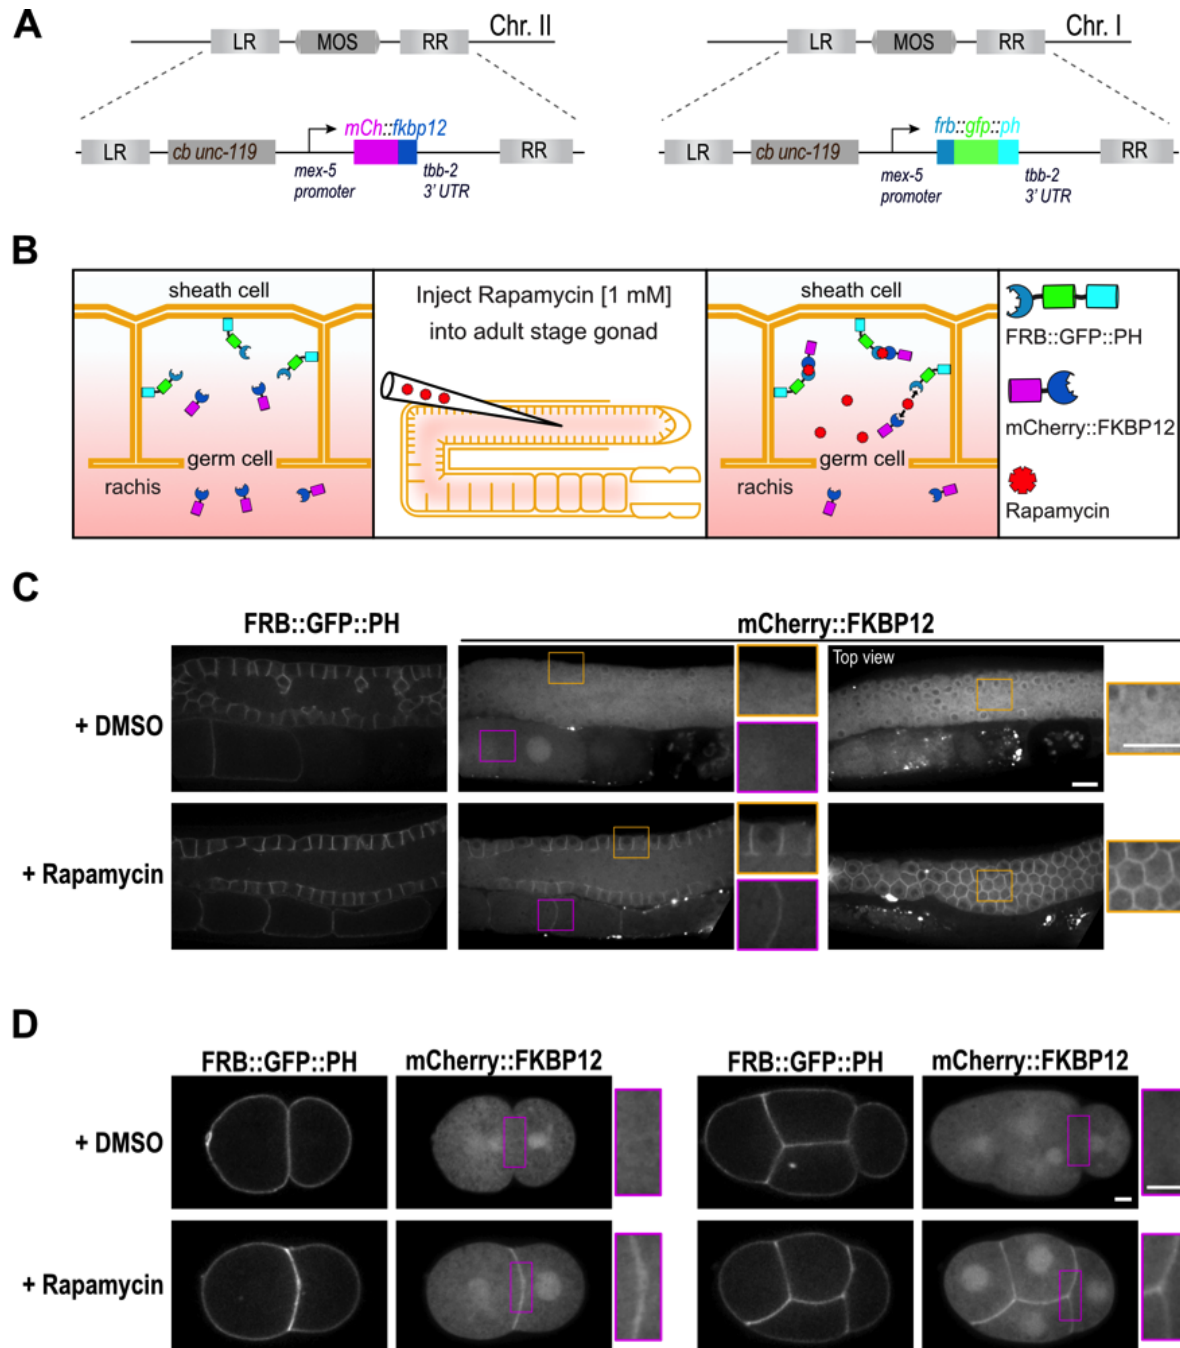 A
LR MOS RR Chr. II
LR cb unc-119 mCh::fkbp12 RR
mex-5 promoter
tbb-2 3' UTR
LR MOS RR Chr. I
LR cb unc-119 frb::gfp::ph RR
mex-5 promoter
tbb-2 3' UTR
B
sheath cell
germ cell
rachis
Inject Rapamycin [1 mM]
into adult stage gonad
sheath cell
germ cell
rachis
FRB::GFP::PH
mCherry::FKBP12
Rapamycin
C
FRB::GFP::PH mCherry::FKBP12
Top view
+ DMSO
+ Rapamycin
D
FRB::GFP::PH mCherry::FKBP12 FRB::GFP::PH mCherry::FKBP12
+ DMSO
+ Rapamycin